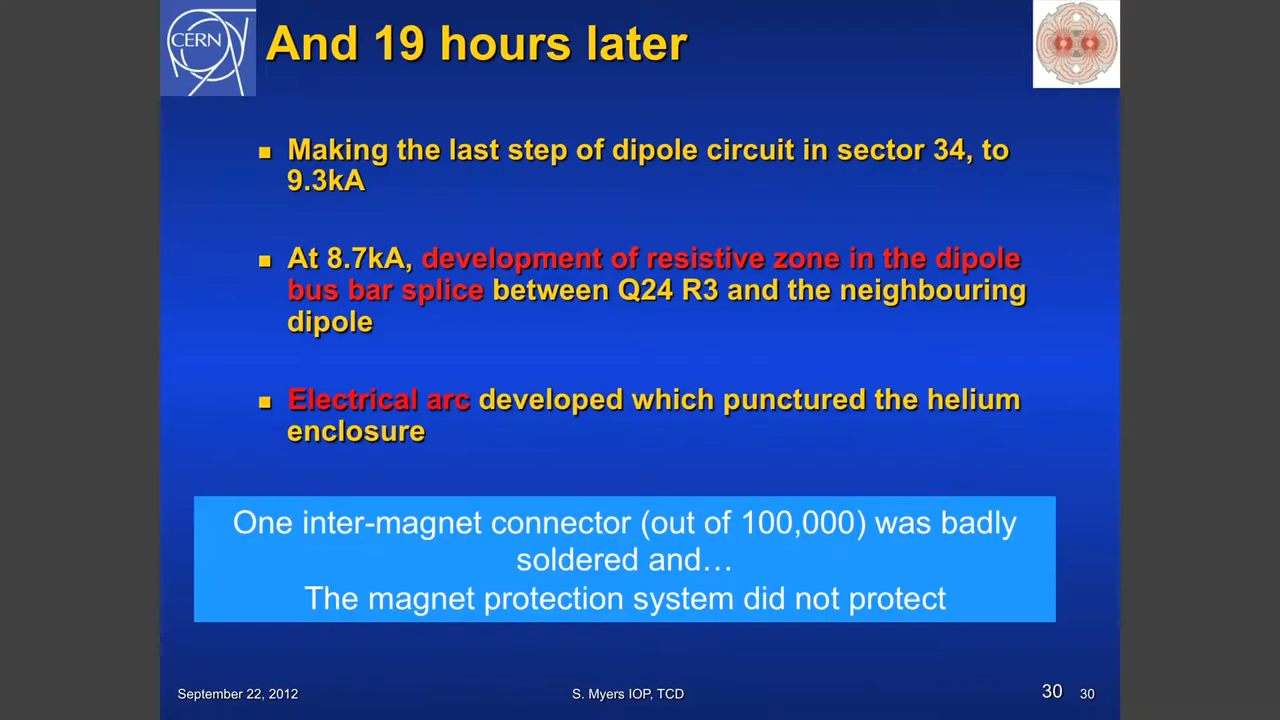 CERN
And 19 hours later
Making the last step of dipole circuit in sector 34, to
9.3kA
At 8.7kA, development of resistive zone in the dipole
bus bar splice between Q24 R3 and the neighbouring
dipole
Electrical arc developed which punctured the helium
enclosure
One inter-magnet connector (out of 100,000) was badly
soldered and…
The magnet protection system did not protect
September 22, 2012
S. Myers IOP, TCD
30
30